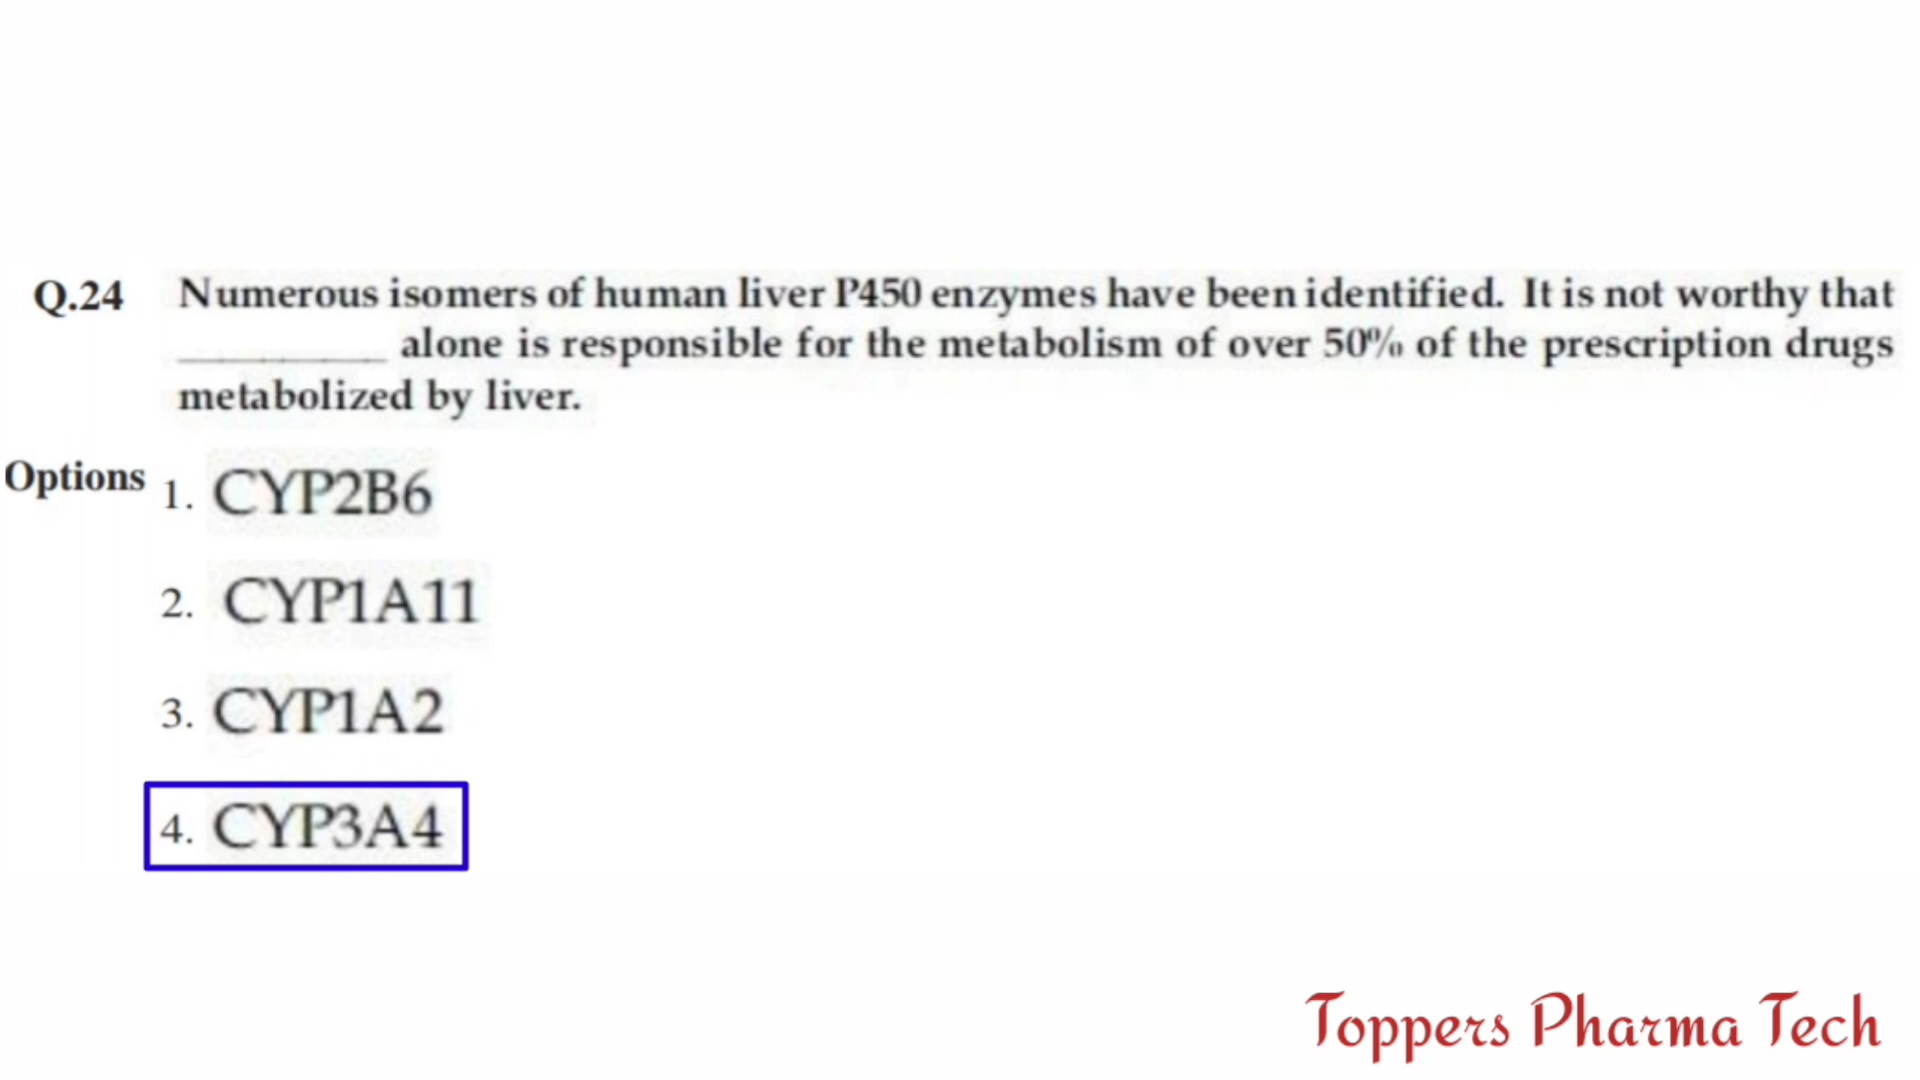 Q.24 Numerous isomers of human liver P450 enzymes have been identified. It is not worthy that
__________ alone is responsible for the metabolism of over 50% of the prescription drugs
metabolized by liver.
Options 1. CYP2B6
2. CYP1A11
3. CYP1A2
4. CYP3A4
Toppers Pharma Tech